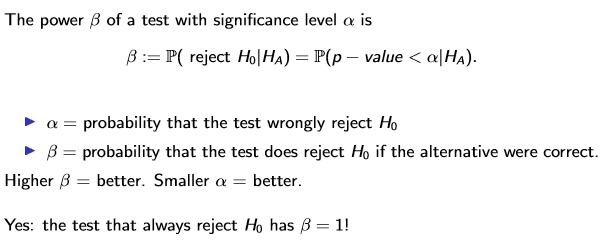 The power β of a test with significance level α is
β := ℙ( reject H₀|H_A) = ℙ(p − value < α|H_A).
▶ α = probability that the test wrongly reject H₀
▶ β = probability that the test does reject H₀ if the alternative were correct.
Higher β = better. Smaller α = better.
Yes: the test that always reject H₀ has β = 1!